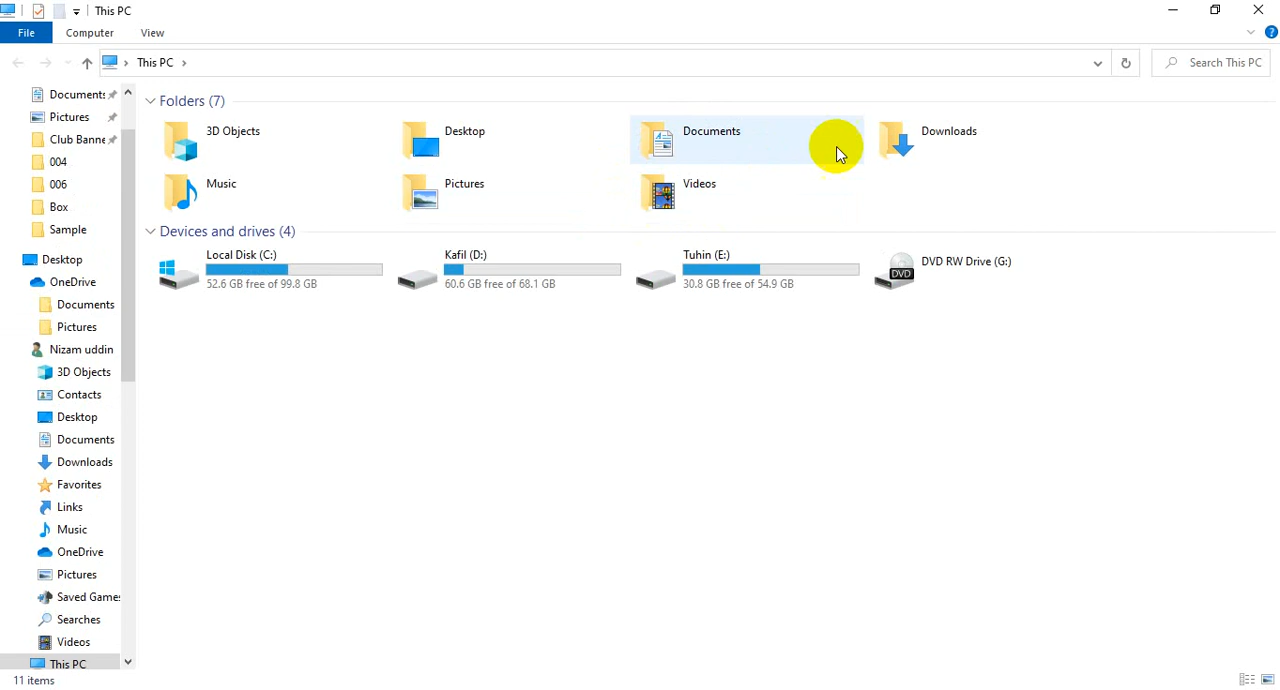 This PC
File Computer View
This PC
Search This PC
Documents
Pictures
Club Banne
004
006
Box
Sample
Desktop
OneDrive
Documents
Pictures
Nizam uddin
3D Objects
Contacts
Desktop
Documents
Downloads
Favorites
Links
Music
OneDrive
Pictures
Saved Games
Searches
Videos
This PC
Folders (7)
3D Objects
Desktop
Documents
Downloads
Music
Pictures
Videos
Devices and drives (4)
Local Disk (C:)
52.6 GB free of 99.8 GB
Kafil (D:)
60.6 GB free of 68.1 GB
Tuhin (E:)
30.8 GB free of 54.9 GB
DVD
DVD RW Drive (G:)
11 items